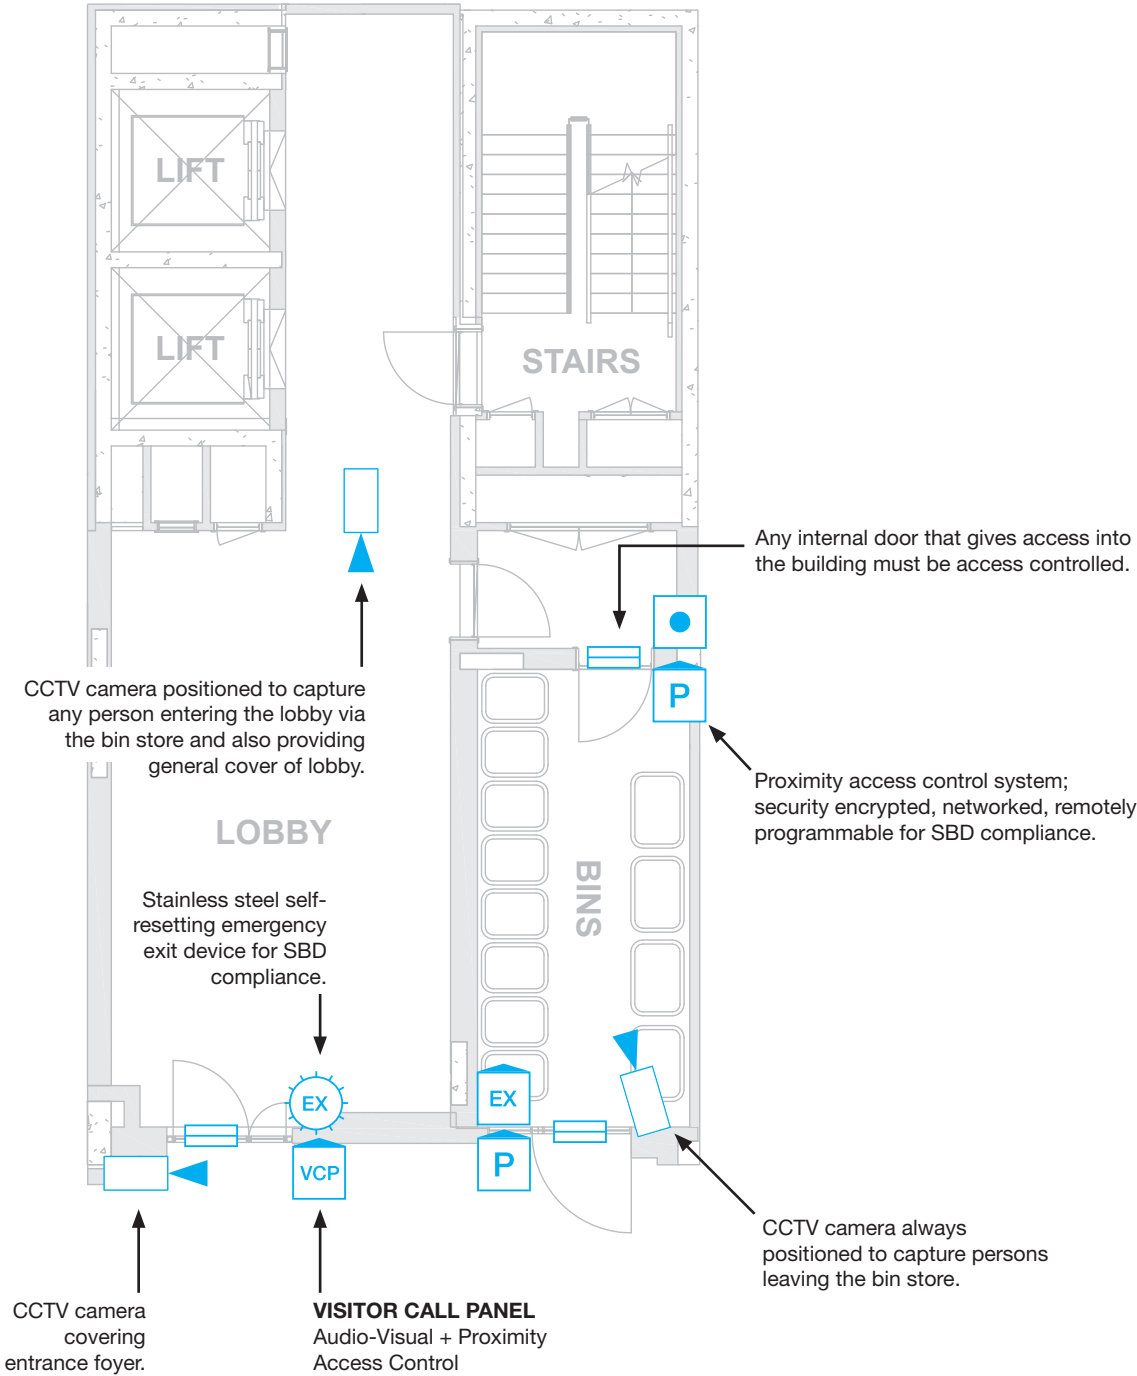 LIFT
LIFT
STAIRS
Any internal door that gives access into
the building must be access controlled.
P
CCTV camera positioned to capture
any person entering the lobby via
the bin store and also providing
general cover of lobby.
Proximity access control system;
security encrypted, networked, remotely
programmable for SBD compliance.
LOBBY
BINS
Stainless steel self-
resetting emergency
exit device for SBD
compliance.
EX
EX
VCP
P
CCTV camera always
positioned to capture persons
leaving the bin store.
CCTV camera
covering
entrance foyer.
VISITOR CALL PANEL
Audio-Visual + Proximity
Access Control